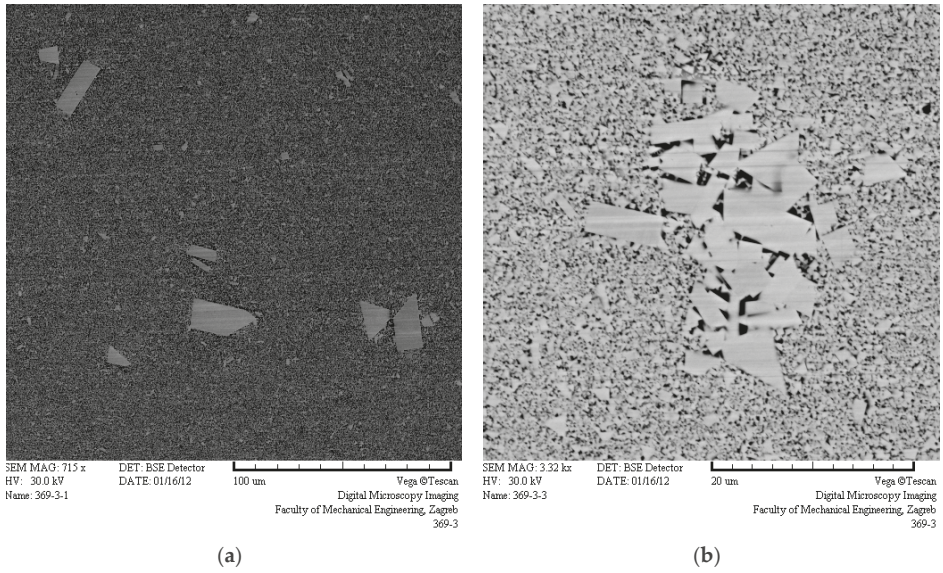 SEM MAG: 715 x DET: BSE Detector
HV: 30.0 kV DATE: 01/16/12 100 um Vega ©Tescan
Name: 369-3-1 Digital Microscopy Imaging
Faculty of Mechanical Engineering, Zagreb
369-3
SEM MAG: 3.32 kx DET: BSE Detector
HV: 30.0 kV DATE: 01/16/12 20 um Vega ©Tescan
Name: 369-3-3 Digital Microscopy Imaging
Faculty of Mechanical Engineering, Zagreb
369-3
(a)
(b)